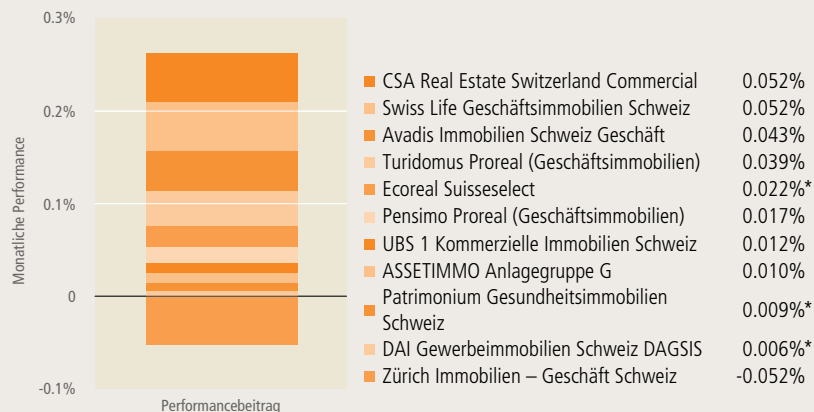 0.3%
0.2%
0.1%
0
-0.1%
Monatliche Performance
Performancebeitrag
CSA Real Estate Switzerland Commercial 0.052%
Swiss Life Geschäftsimmobilien Schweiz 0.052%
Avadis Immobilien Schweiz Geschäft 0.043%
Turidomus Proreal (Geschäftsimmobilien) 0.039%
Ecoreal Suisseselect 0.022%*
Pensimo Proreal (Geschäftsimmobilien) 0.017%
UBS 1 Kommerzielle Immobilien Schweiz 0.012%
ASSETIMMO Anlagegruppe G 0.010%
Patrimonium Gesundheitsimmobilien
Schweiz 0.009%*
DAI Gewerbeimmobilien Schweiz DAGSIS 0.006%*
Zürich Immobilien – Geschäft Schweiz -0.052%